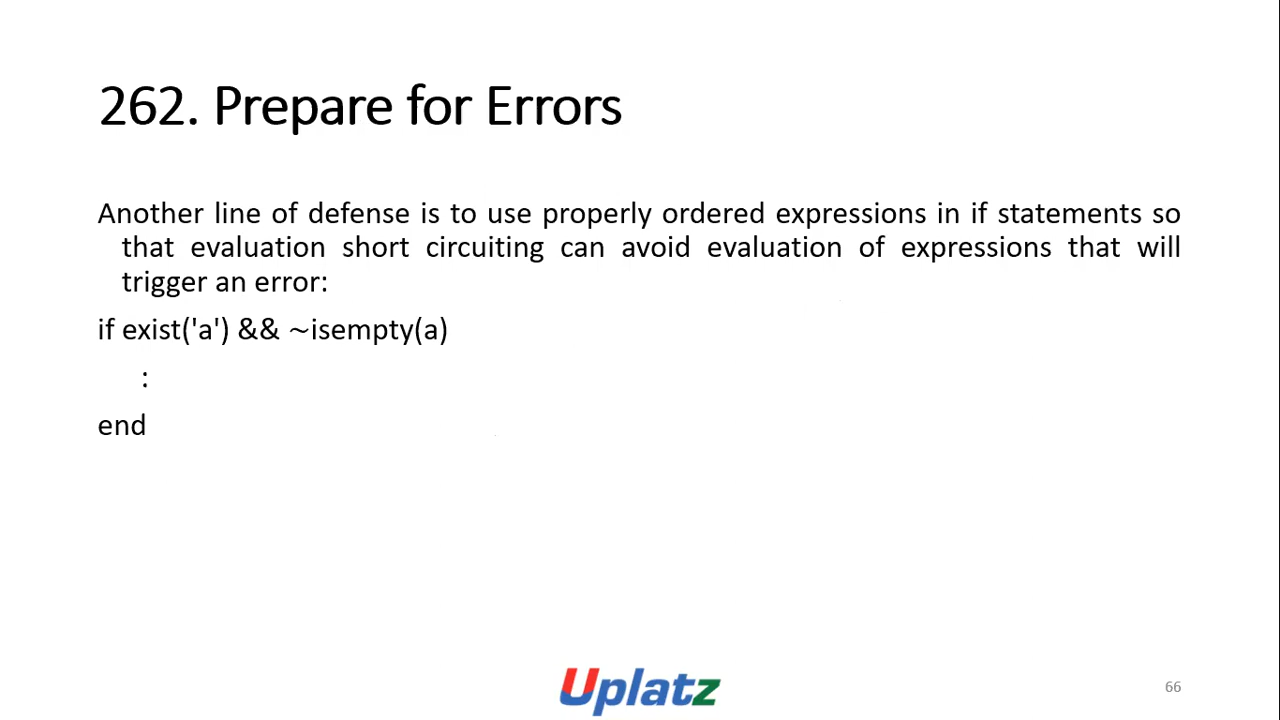 262. Prepare for Errors
Another line of defense is to use properly ordered expressions in if statements so
that evaluation short circuiting can avoid evaluation of expressions that will
trigger an error:
if exist('a') && ~isempty(a)
:
end
Uplatz
66